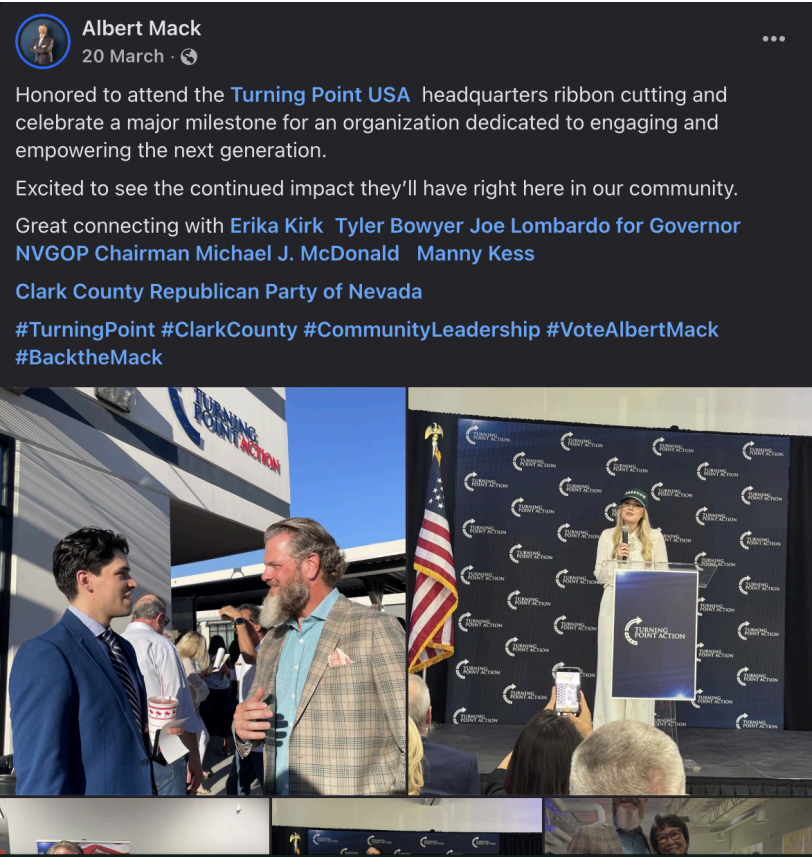 Albert Mack
20 March ·
Honored to attend the Turning Point USA headquarters ribbon cutting and
celebrate a major milestone for an organization dedicated to engaging and
empowering the next generation.
Excited to see the continued impact they’ll have right here in our community.
Great connecting with Erika Kirk Tyler Bowyer Joe Lombardo for Governor
NVGOP Chairman Michael J. McDonald Manny Kess
Clark County Republican Party of Nevada
#TurningPoint #ClarkCounty #CommunityLeadership #VoteAlbertMack
#BacktheMack
TURNING
POINT ACTION
TURNING
POINT ACTION
FREEDOM
TURNING
POINT ACTION